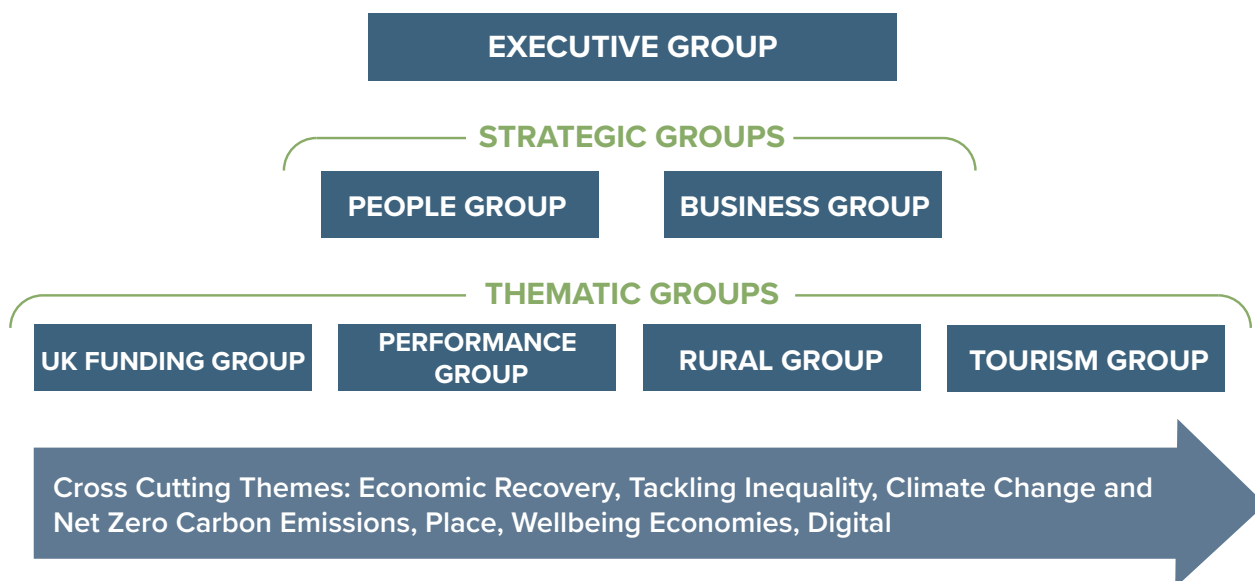 EXECUTIVE GROUP
STRATEGIC GROUPS
PEOPLE GROUP
BUSINESS GROUP
THEMATIC GROUPS
UK FUNDING GROUP
PERFORMANCE
GROUP
RURAL GROUP
TOURISM GROUP
Cross Cutting Themes: Economic Recovery, Tackling Inequality, Climate Change and
Net Zero Carbon Emissions, Place, Wellbeing Economies, Digital